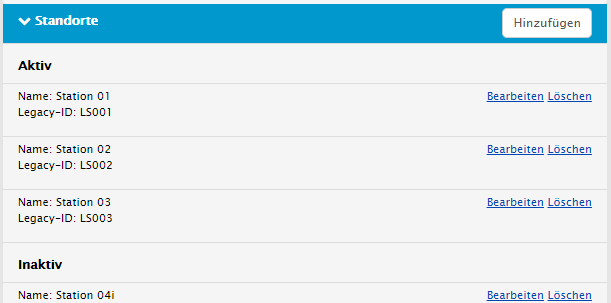 Standorte
Hinzufügen
Aktiv
Name: Station 01
Bearbeiten Löschen
Legacy-ID: LS001
Name: Station 02
Bearbeiten Löschen
Legacy-ID: LS002
Name: Station 03
Bearbeiten Löschen
Legacy-ID: LS003
Inaktiv
Name: Station 04i
Bearbeiten Löschen